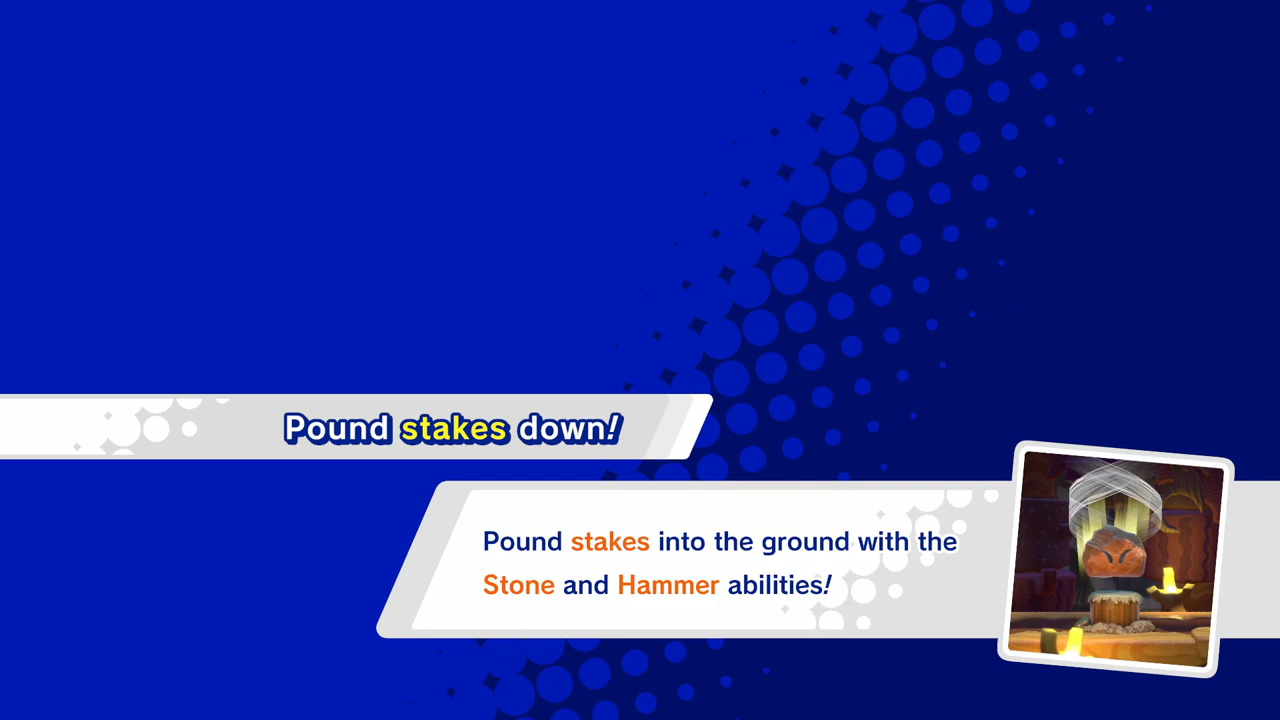 Pound stakes down!
Pound stakes into the ground with the
Stone and Hammer abilities!